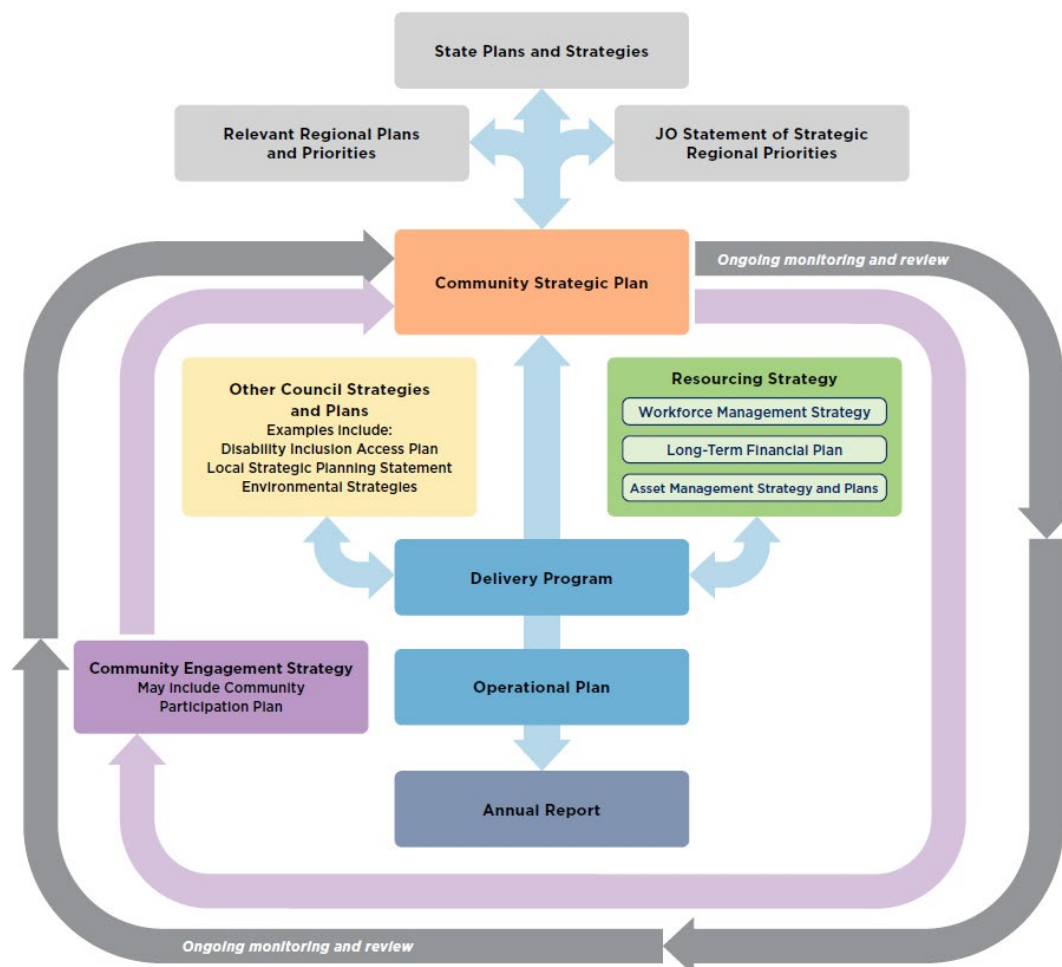 State Plans and Strategies
Relevant Regional Plans
and Priorities
JO Statement of Strategic
Regional Priorities
Community Strategic Plan
Ongoing monitoring and review
Other Council Strategies
and Plans
Examples include:
Disability Inclusion Access Plan
Local Strategic Planning Statement
Environmental Strategies
Resourcing Strategy
Workforce Management Strategy
Long-Term Financial Plan
Asset Management Strategy and Plans
Delivery Program
Community Engagement Strategy
May include Community
Participation Plan
Operational Plan
Annual Report
Ongoing monitoring and review